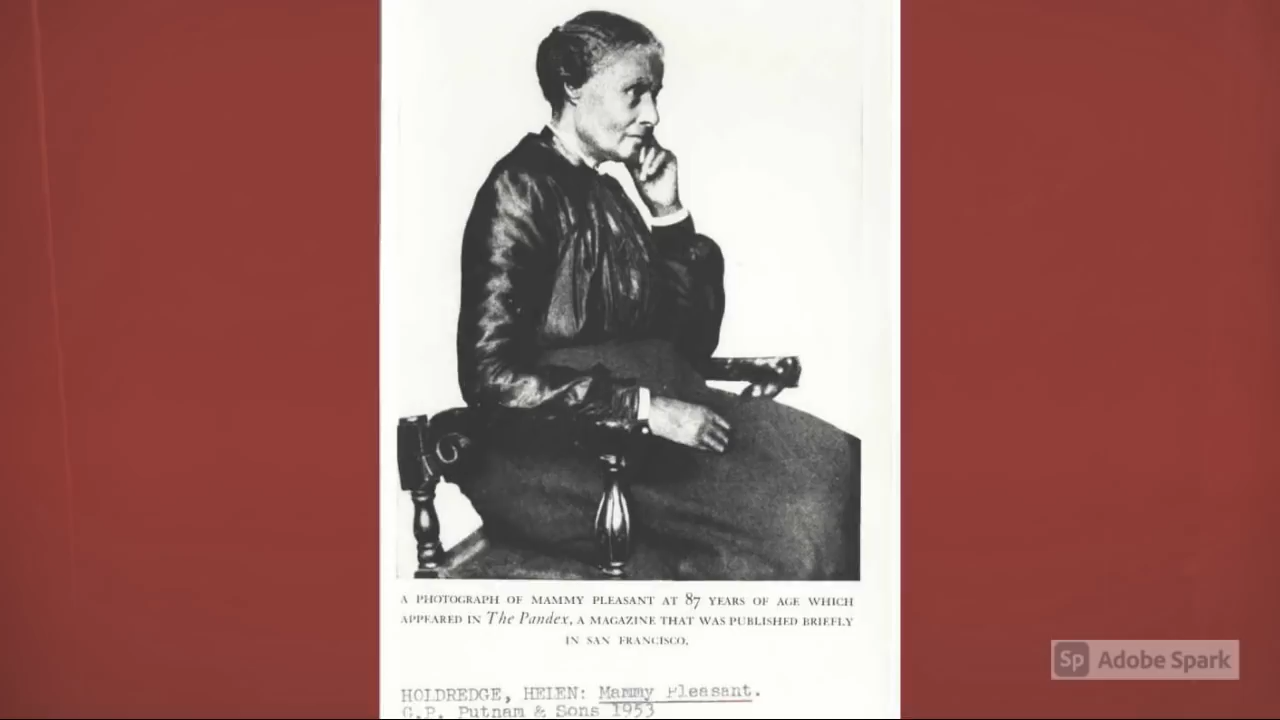 A PHOTOGRAPH OF MAMMY PLEASANT AT 87 YEARS OF AGE WHICH
APPEARED IN The Pandex, A MAGAZINE THAT WAS PUBLISHED BRIEFLY
IN SAN FRANCISCO.
HOLDREDGE, HELEN: Mammy Pleasant.
G.P. Putnam & Sons 1953
Sp Adobe Spark